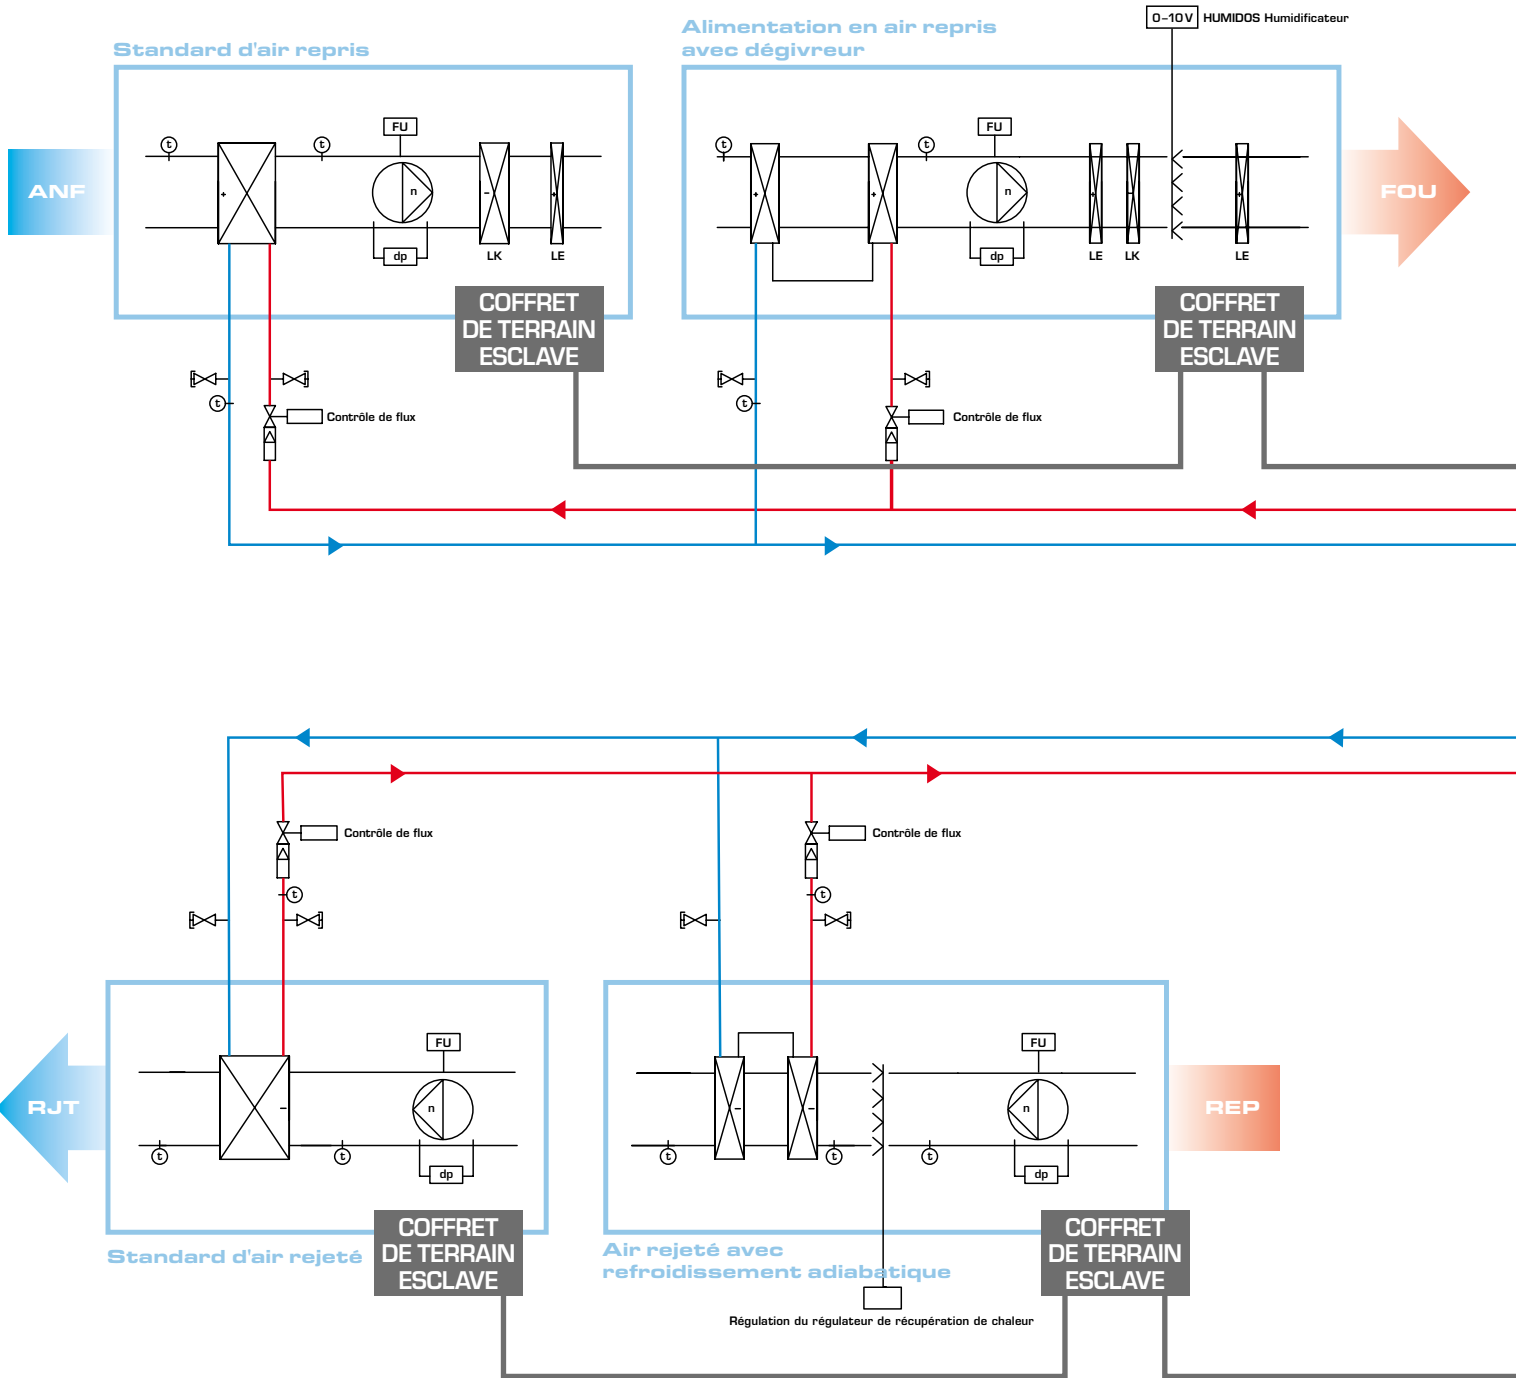 0-10V HUMIDOS Humidificateur
Standard d'air repris
Alimentation en air repris
avec dégivreur
ANF
t
t
FU
n
dp
LK
LE
COFFRET
DE TERRAIN
ESCLAVE
t
t
FU
n
dp
LE
LK
LE
COFFRET
DE TERRAIN
ESCLAVE
FOU
t
Contrôle de flux
t
Contrôle de flux
Contrôle de flux
t
Contrôle de flux
t
RJT
FU
n
t
t
dp
COFFRET
DE TERRAIN
ESCLAVE
Standard d'air rejeté
FU
n
t
t
t
dp
REP
COFFRET
DE TERRAIN
ESCLAVE
Air rejeté avec
refroidissement adiabatique
Régulation du régulateur de récupération de chaleur